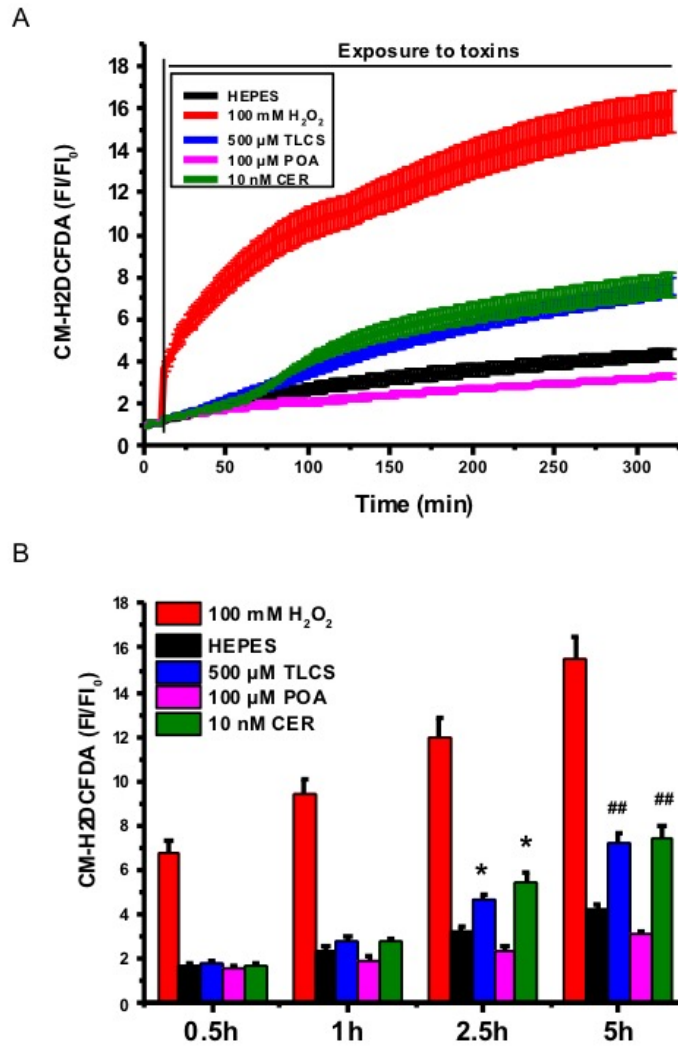 A
Exposure to toxins
18
16
14
12
10
8
6
4
2
0
CM-H2DCFDA (FI/FI₀)
HEPES
100 mM H₂O₂
500 µM TLCS
100 µM POA
10 nM CER
0 50 100 150 200 250 300
Time (min)
B
18
16
14
12
10
8
6
4
2
0
CM-H2DCFDA (FI/FI₀)
100 mM H₂O₂
HEPES
500 µM TLCS
100 µM POA
10 nM CER
* * ## ##
0.5h 1h 2.5h 5h